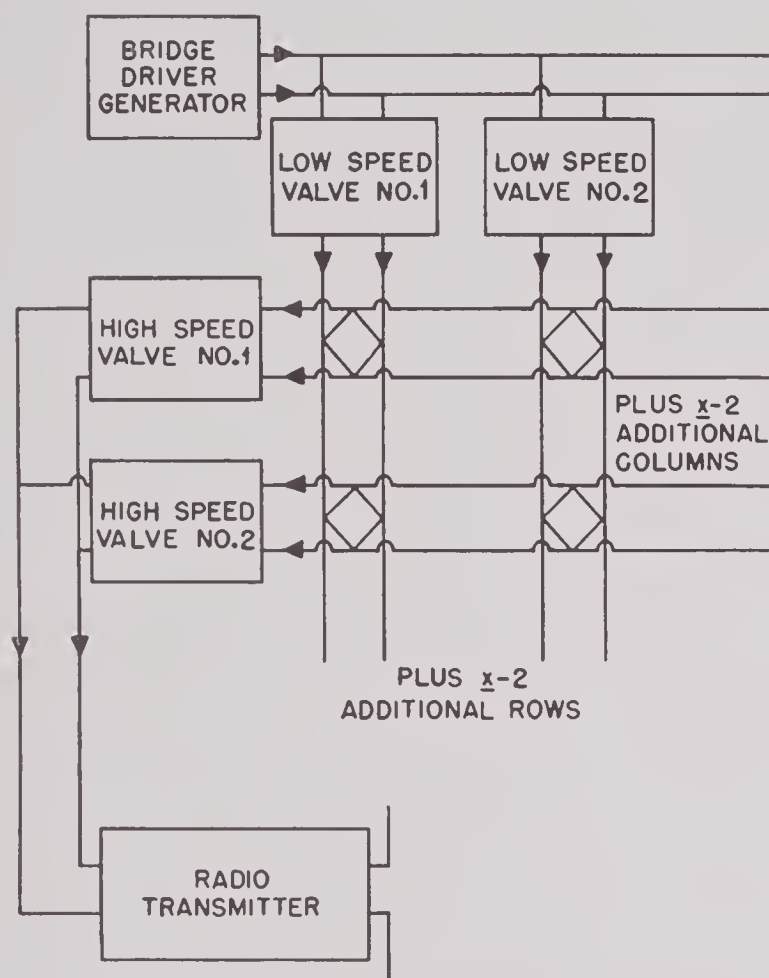 BRIDGE
DRIVER
GENERATOR
LOW SPEED
VALVE NO.1
LOW SPEED
VALVE NO.2
HIGH SPEED
VALVE NO.1
PLUS x-2
ADDITIONAL
COLUMNS
HIGH SPEED
VALVE NO.2
PLUS x-2
ADDITIONAL ROWS
RADIO
TRANSMITTER